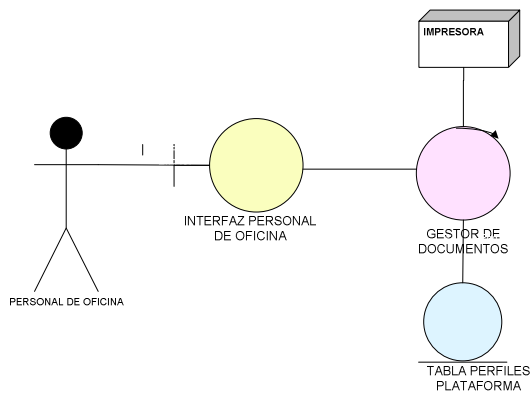 IMPRESORA
INTERFAZ PERSONAL
DE OFICINA
GESTOR DE
DOCUMENTOS
PERSONAL DE OFICINA
TABLA PERFILES
PLATAFORMA